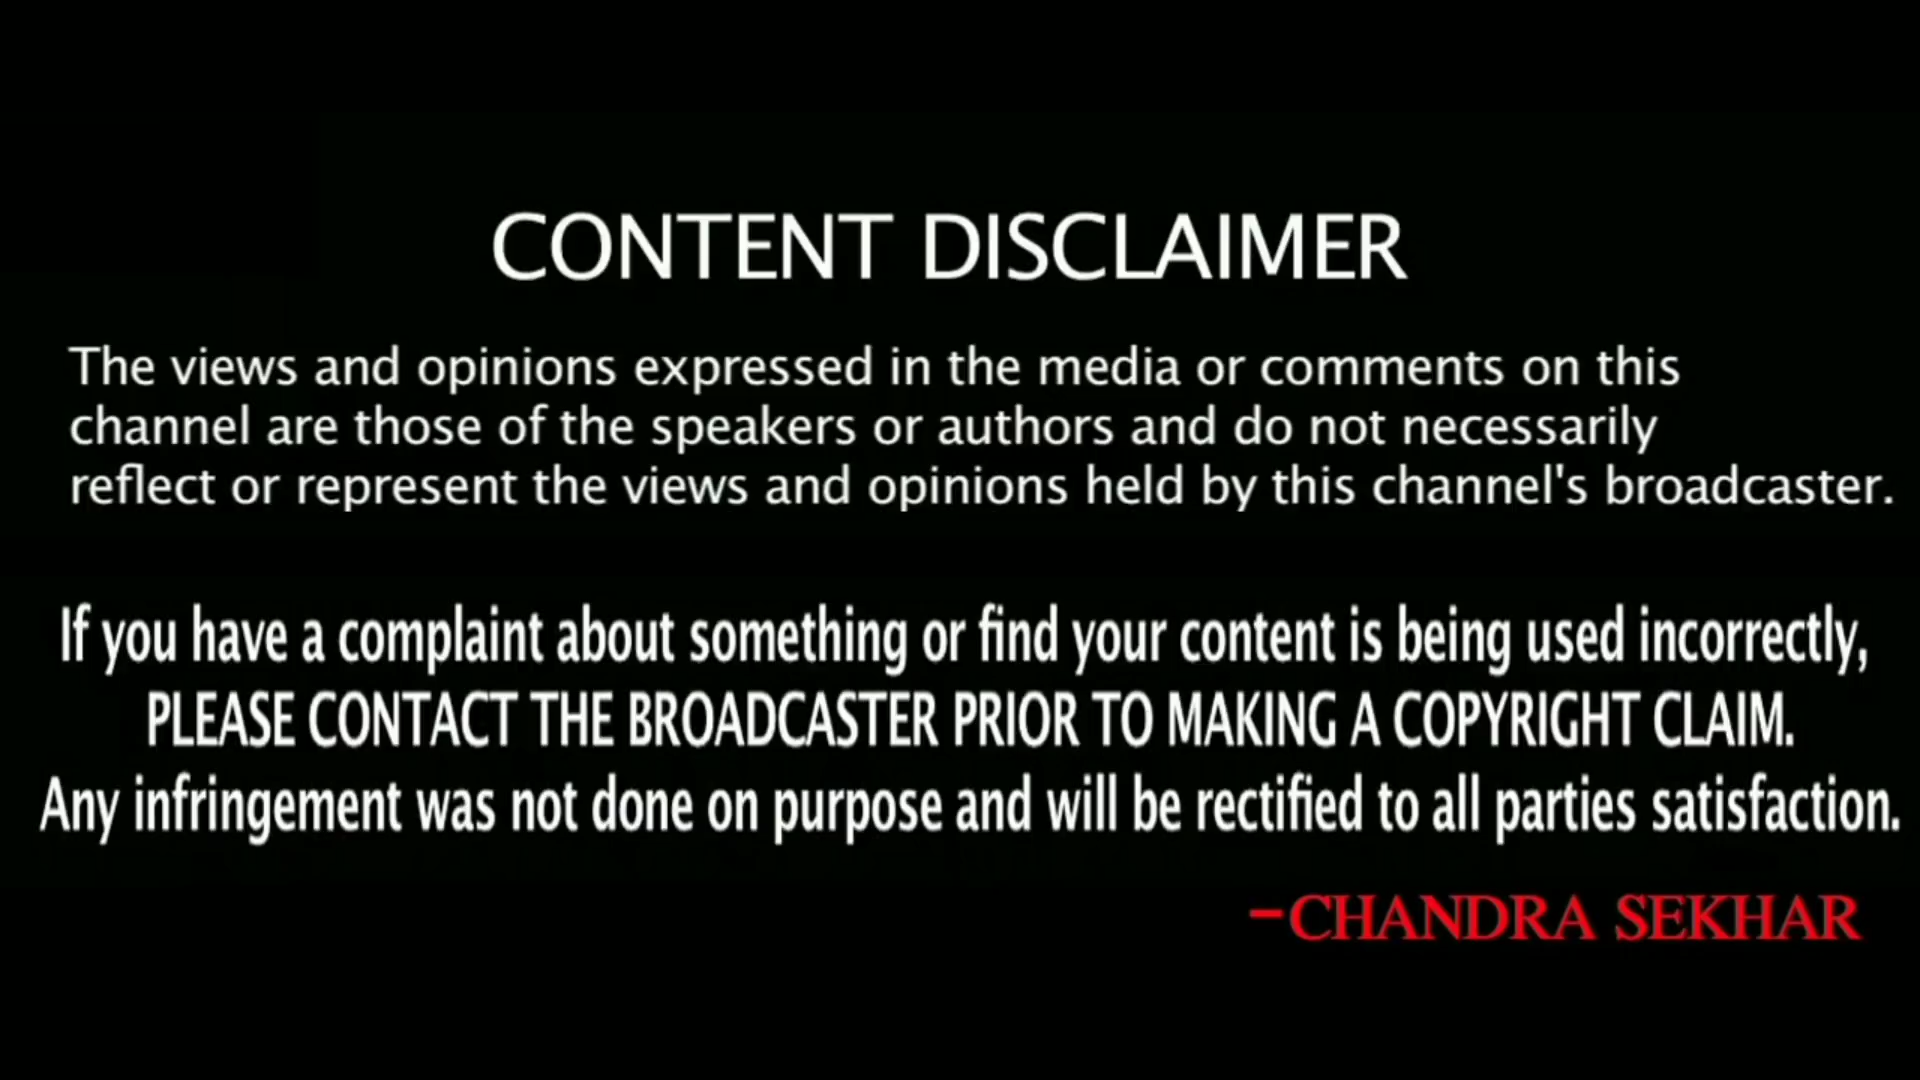 CONTENT DISCLAIMER
The views and opinions expressed in the media or comments on this
channel are those of the speakers or authors and do not necessarily
reflect or represent the views and opinions held by this channel's broadcaster.
If you have a complaint about something or find your content is being used incorrectly,
PLEASE CONTACT THE BROADCASTER PRIOR TO MAKING A COPYRIGHT CLAIM.
Any infringement was not done on purpose and will be rectified to all parties satisfaction.
-CHANDRA SEKHAR